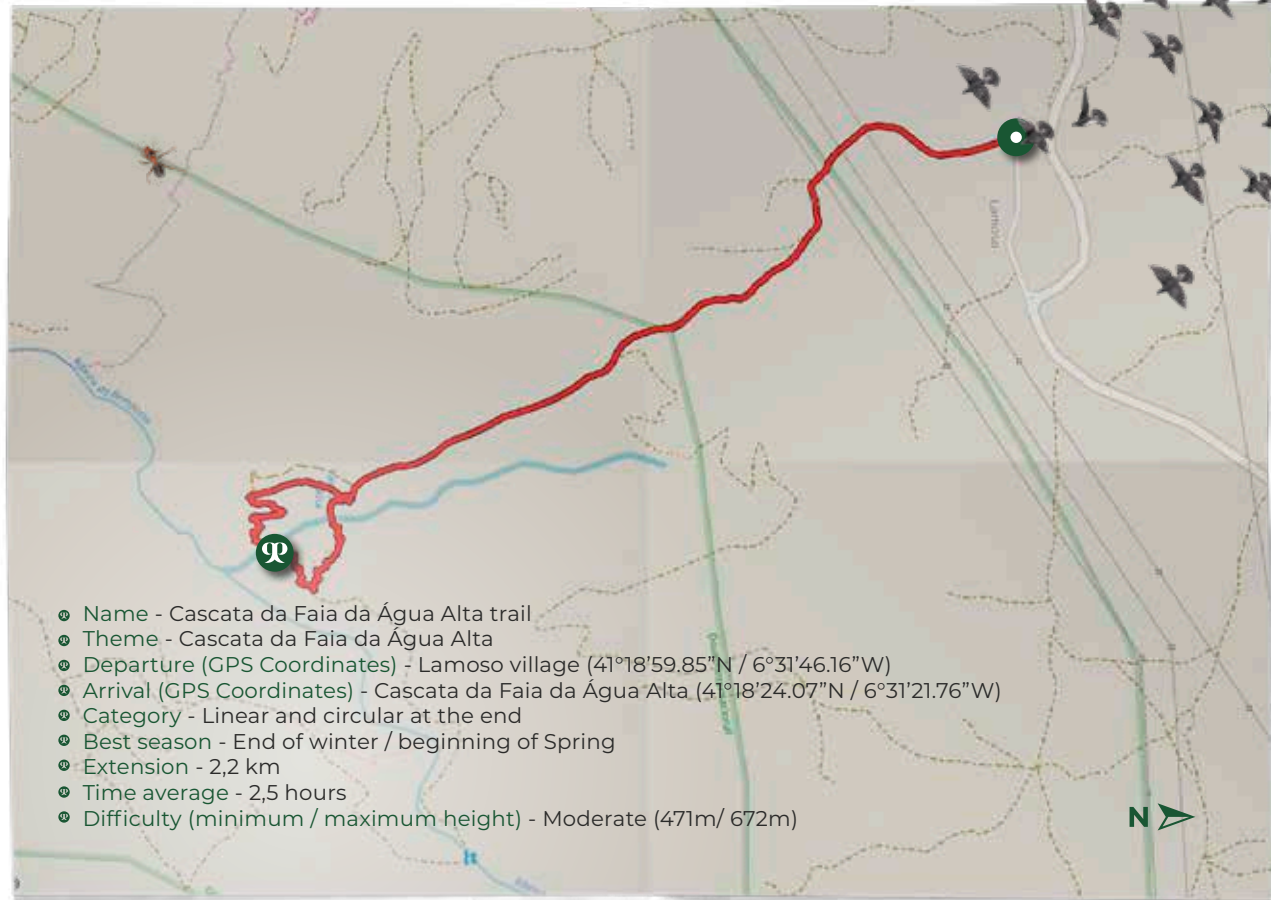 Lamoso
Name - Cascata da Faia da Água Alta trail
Theme - Cascata da Faia da Água Alta
Departure (GPS Coordinates) - Lamoso village (41°18’59.85”N / 6°31’46.16”W)
Arrival (GPS Coordinates) - Cascata da Faia da Água Alta (41°18’24.07”N / 6°31’21.76”W)
Category - Linear and circular at the end
Best season - End of winter / beginning of Spring
Extension - 2,2 km
Time average - 2,5 hours
Difficulty (minimum / maximum height) - Moderate (471m/ 672m)
N